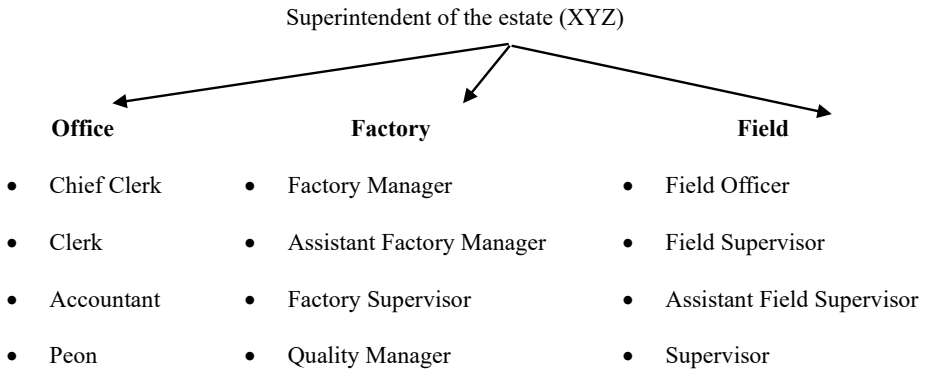 Superintendent of the estate (XYZ)
Office Factory Field
• Chief Clerk • Factory Manager • Field Officer
• Clerk • Assistant Factory Manager • Field Supervisor
• Accountant • Factory Supervisor • Assistant Field Supervisor
• Peon • Quality Manager • Supervisor